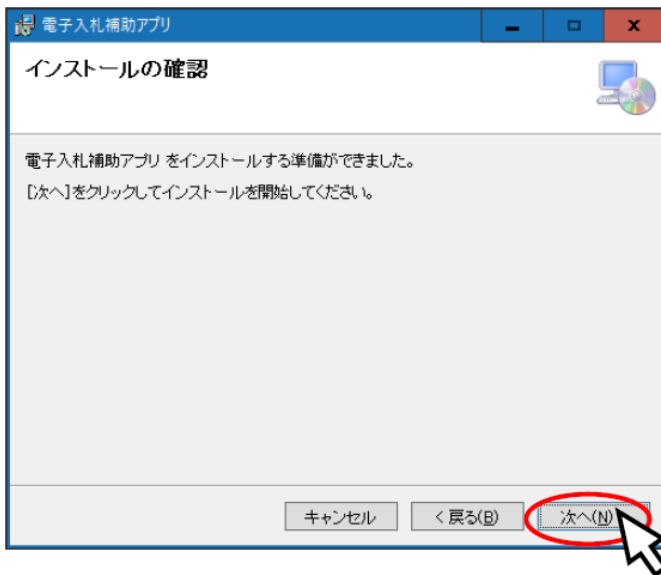 電子入札補助アプリ
インストールの確認
電子入札補助アプリ をインストールする準備ができました。
[次へ]をクリックしてインストールを開始してください。
キャンセル
< 戻る(B)
次へ(N)